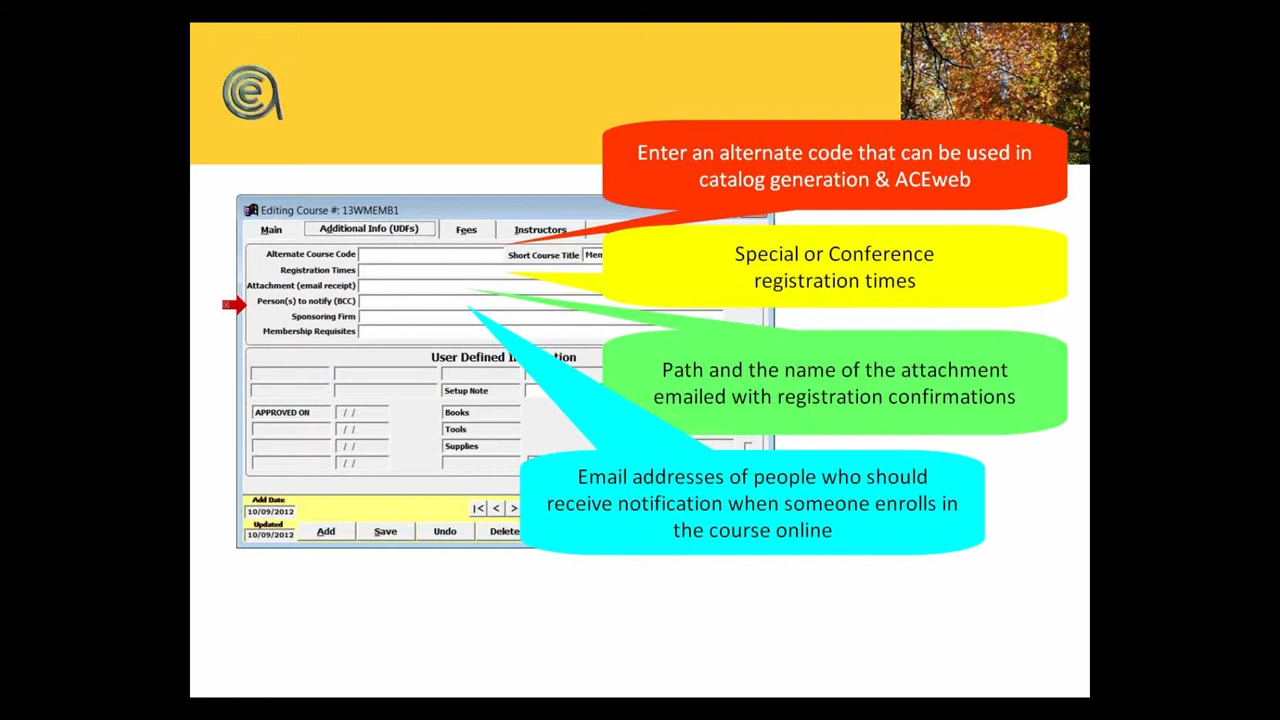 Enter an alternate code that can be used in
catalog generation & ACEweb
Editing Course #: 13WMEMB1
Main
Additional Info (UDFs)
Fees
Instructors
Special or Conference
registration times
Alternate Course Code
Short Course Title
Registration Times
Attachment (email receipt)
Person(s) to notify (BCC)
Sponsoring Firm
Membership Requisites
Path and the name of the attachment
emailed with registration confirmations
User Defined
Setup Note
APPROVED ON / /
Books
/ /
Tools
/ /
Supplies
/ /
Email addresses of people who should
receive notification when someone enrolls in
the course online
Add Date
10/09/2012
Updated
10/09/2012
|< < >
Add
Save
Undo
Delete